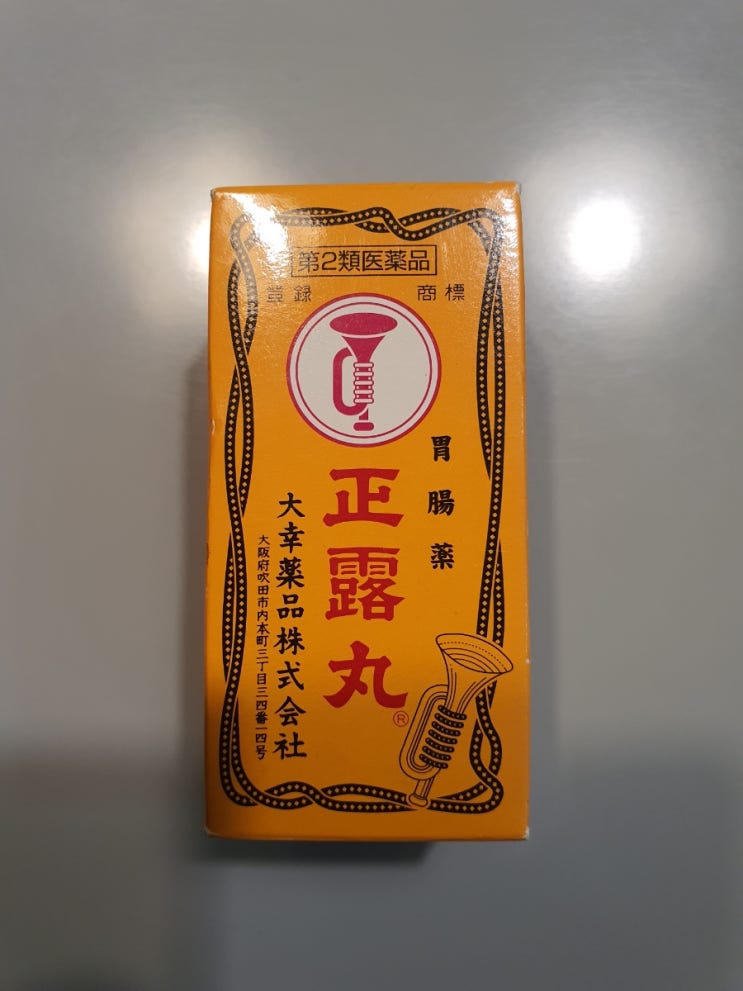 第2類医薬品
登録 商標
胃腸薬
正露丸
®
大幸薬品株式会社
大阪府吹田市内本町三丁目三四番一四号